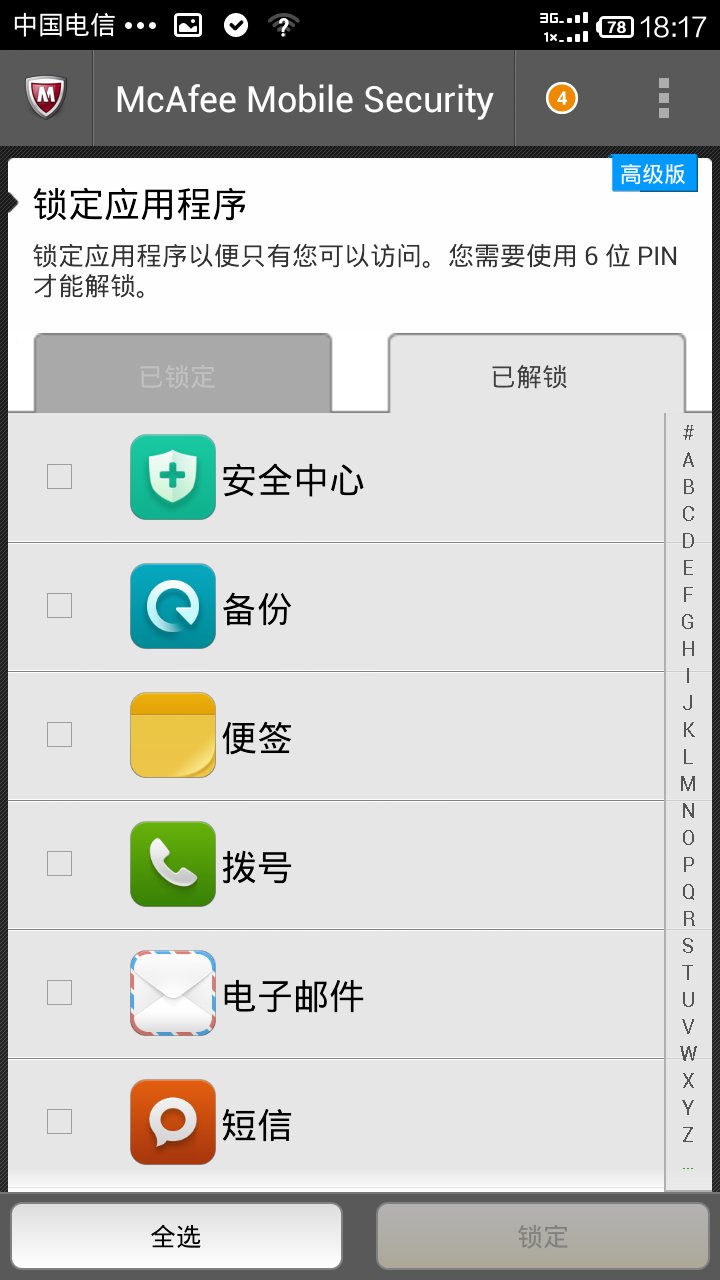 中国电信
3G
1×
78
18:17
McAfee Mobile Security
4
高级版
锁定应用程序
锁定应用程序以便只有您可以访问。您需要使用 6 位 PIN
才能解锁。
已锁定
已解锁
安全中心
备份
便签
拨号
电子邮件
短信
#
A
B
C
D
E
F
G
H
I
J
K
L
M
N
O
P
Q
R
S
T
U
V
W
X
Y
Z
...
全选
锁定